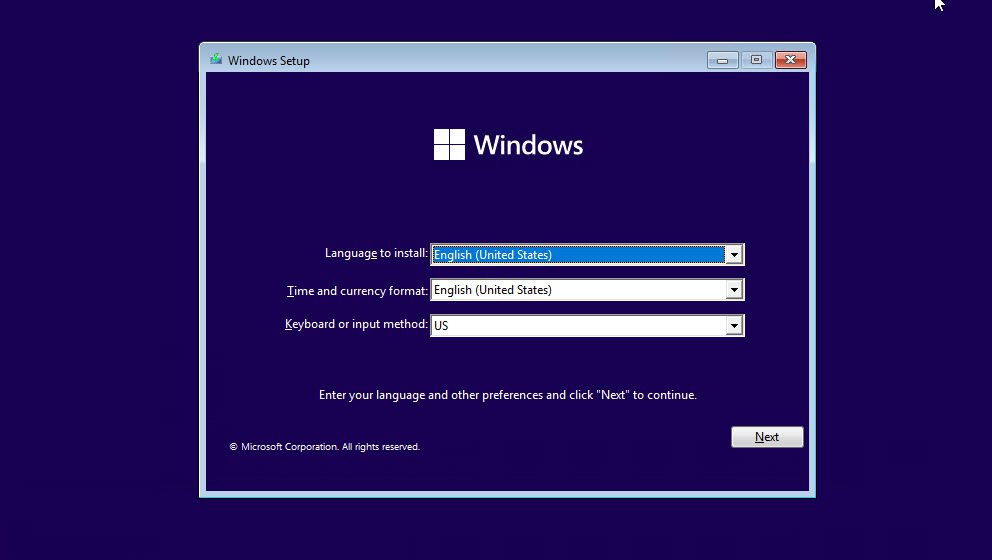 Windows Setup
Windows
Language to install: English (United States)
Time and currency format: English (United States)
Keyboard or input method: US
Enter your language and other preferences and click "Next" to continue.
Next
© Microsoft Corporation. All rights reserved.